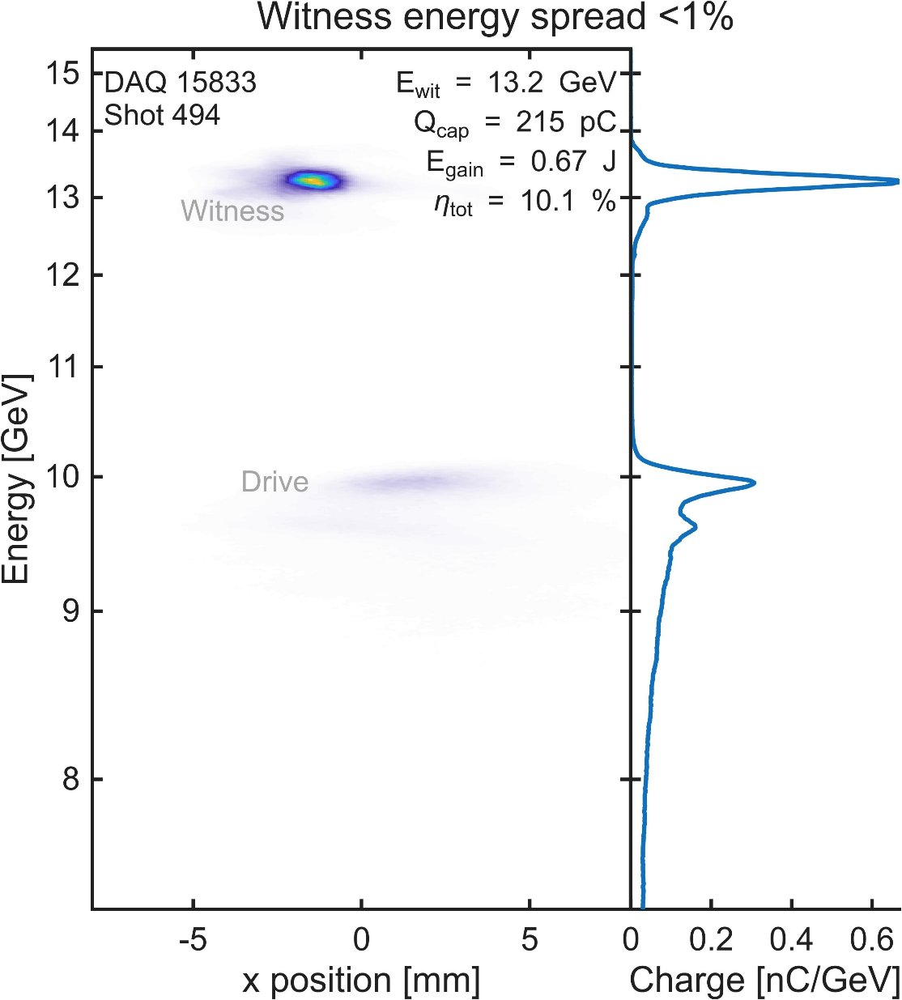 Witness energy spread <1%
DAQ 15833
Shot 494
E_wit = 13.2 GeV
Q_cap = 215 pC
E_gain = 0.67 J
η_tot = 10.1 %
Witness
Drive
15
14
13
12
11
10
9
8
Energy [GeV]
-5 0 5
x position [mm]
0 0.2 0.4 0.6
Charge [nC/GeV]